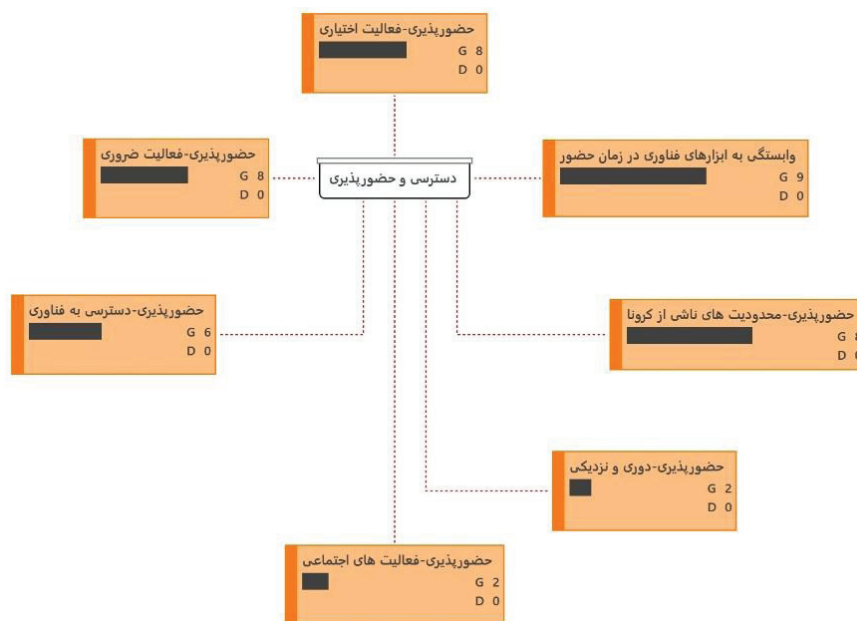 حضورپذیری-فعالیت اختیاری
G 8
D 0
حضورپذیری-فعالیت ضروری
G 8
D 0
دسترسی و حضورپذیری
وابستگی به ابزارهای فناوری در زمان حضور
G 9
D 0
حضورپذیری-دسترسی به فناوری
G 6
D 0
حضورپذیری-محدودیت های ناشی از کرونا
G
D
حضورپذیری-دوری و نزدیکی
G 2
D 0
حضورپذیری-فعالیت های اجتماعی
G 2
D 0